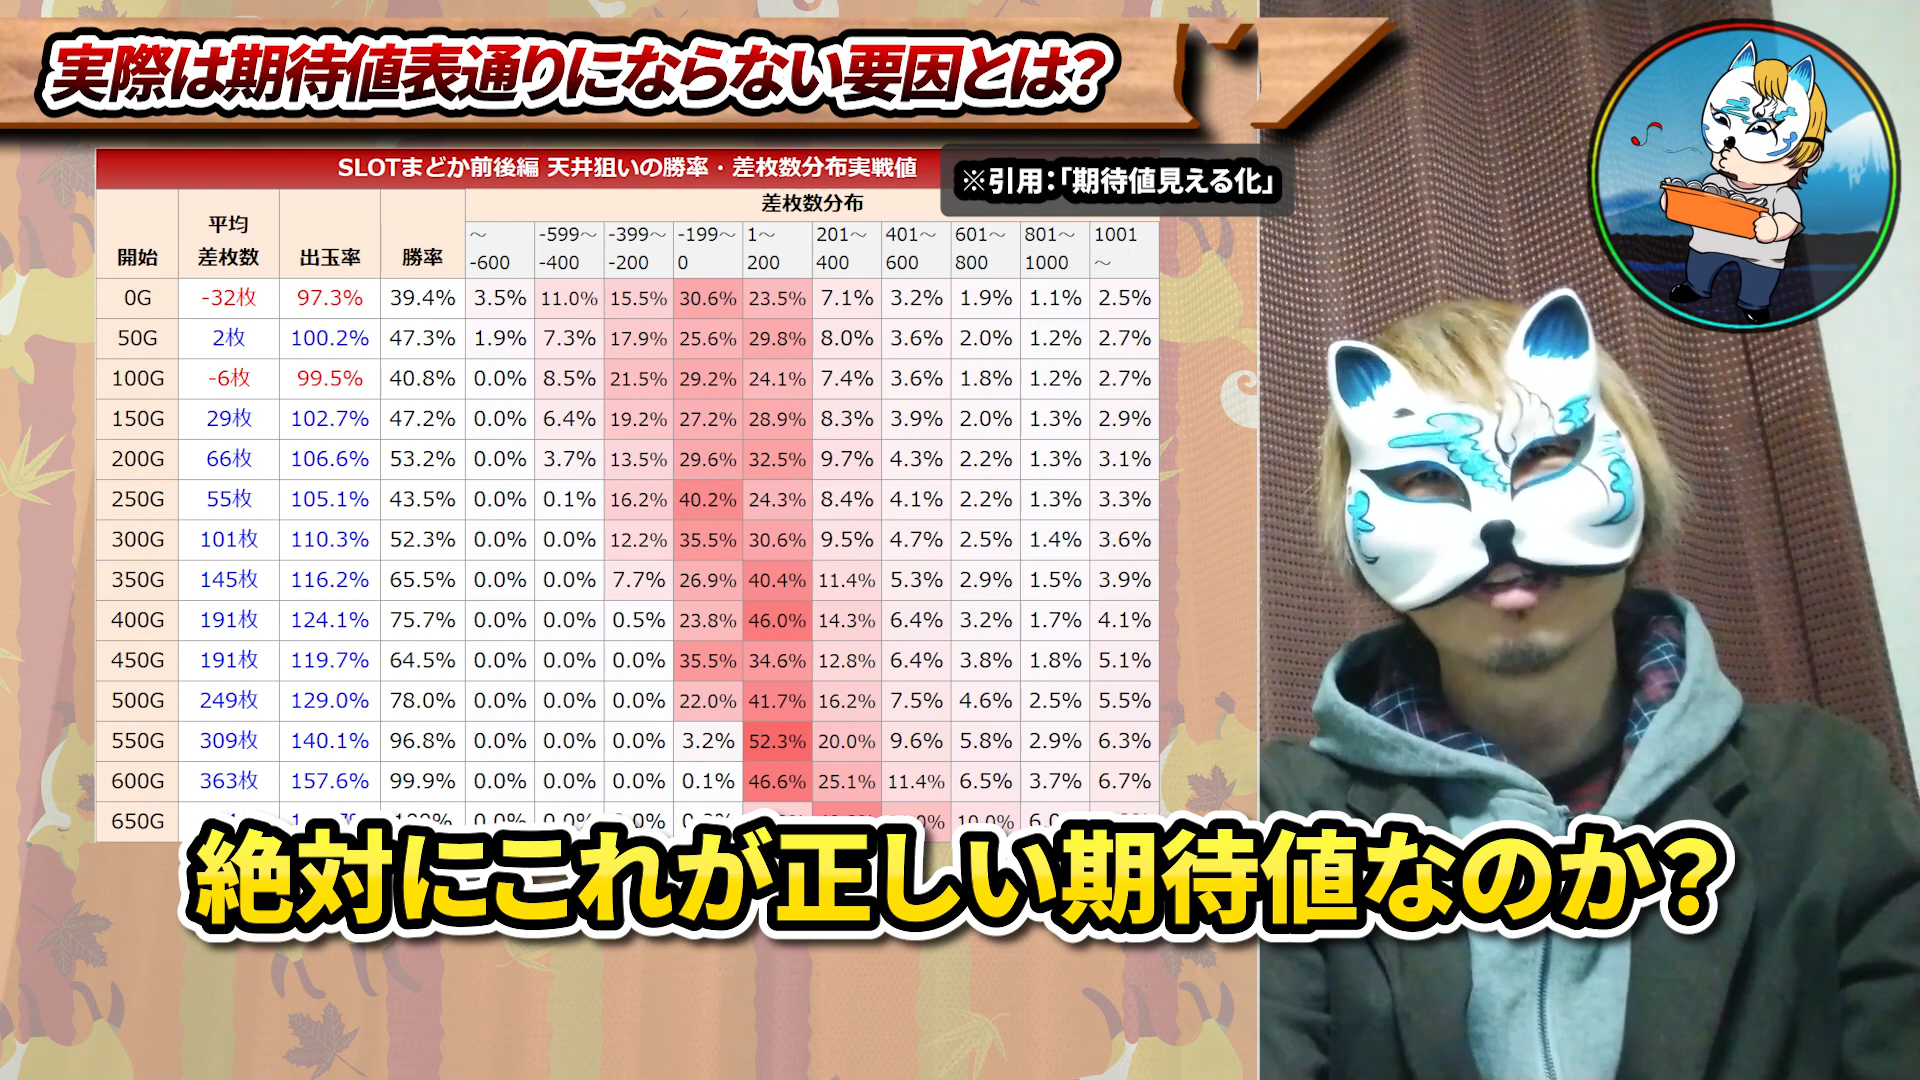 実際は期待値表通りにならない要因とは?
SLOTまどか前後編 天井狙いの勝率・差枚数分布実戦値
※引用:「期待値見える化」
開始 平均差枚数 出玉率 勝率 差枚数分布
～-600 -599～-400 -399～-200 -199～0 1～200 201～400 401～600 601～800 801～1000 1001～
0G -32枚 97.3% 39.4% 3.5% 11.0% 15.5% 30.6% 23.5% 7.1% 3.2% 1.9% 1.1% 2.5%
50G 2枚 100.2% 47.3% 1.9% 7.3% 17.9% 25.6% 29.8% 8.0% 3.6% 2.0% 1.2% 2.7%
100G -6枚 99.5% 40.8% 0.0% 8.5% 21.5% 29.2% 24.1% 7.4% 3.6% 1.8% 1.2% 2.7%
150G 29枚 102.7% 47.2% 0.0% 6.4% 19.2% 27.2% 28.9% 8.3% 3.9% 2.0% 1.3% 2.9%
200G 66枚 106.6% 53.2% 0.0% 3.7% 13.5% 29.6% 32.5% 9.7% 4.3% 2.2% 1.3% 3.1%
250G 55枚 105.1% 43.5% 0.0% 0.1% 16.2% 40.2% 24.3% 8.4% 4.1% 2.2% 1.3% 3.3%
300G 101枚 110.3% 52.3% 0.0% 0.0% 12.2% 35.5% 30.6% 9.5% 4.7% 2.5% 1.4% 3.6%
350G 145枚 116.2% 65.5% 0.0% 0.0% 7.7% 26.9% 40.4% 11.4% 5.3% 2.9% 1.5% 3.9%
400G 191枚 124.1% 75.7% 0.0% 0.0% 0.5% 23.8% 46.0% 14.3% 6.4% 3.2% 1.7% 4.1%
450G 191枚 119.7% 64.5% 0.0% 0.0% 0.0% 35.5% 34.6% 12.8% 6.4% 3.8% 1.8% 5.1%
500G 249枚 129.0% 78.0% 0.0% 0.0% 0.0% 22.0% 41.7% 16.2% 7.5% 4.6% 2.5% 5.5%
550G 309枚 140.1% 96.8% 0.0% 0.0% 0.0% 3.2% 52.3% 20.0% 9.6% 5.8% 2.9% 6.3%
600G 363枚 157.6% 99.9% 0.0% 0.0% 0.0% 0.1% 46.6% 25.1% 11.4% 6.5% 3.7% 6.7%
650G 100% 0.0% 0.0% 0.0% 10.0%
絶対にこれが正しい期待値なのか?